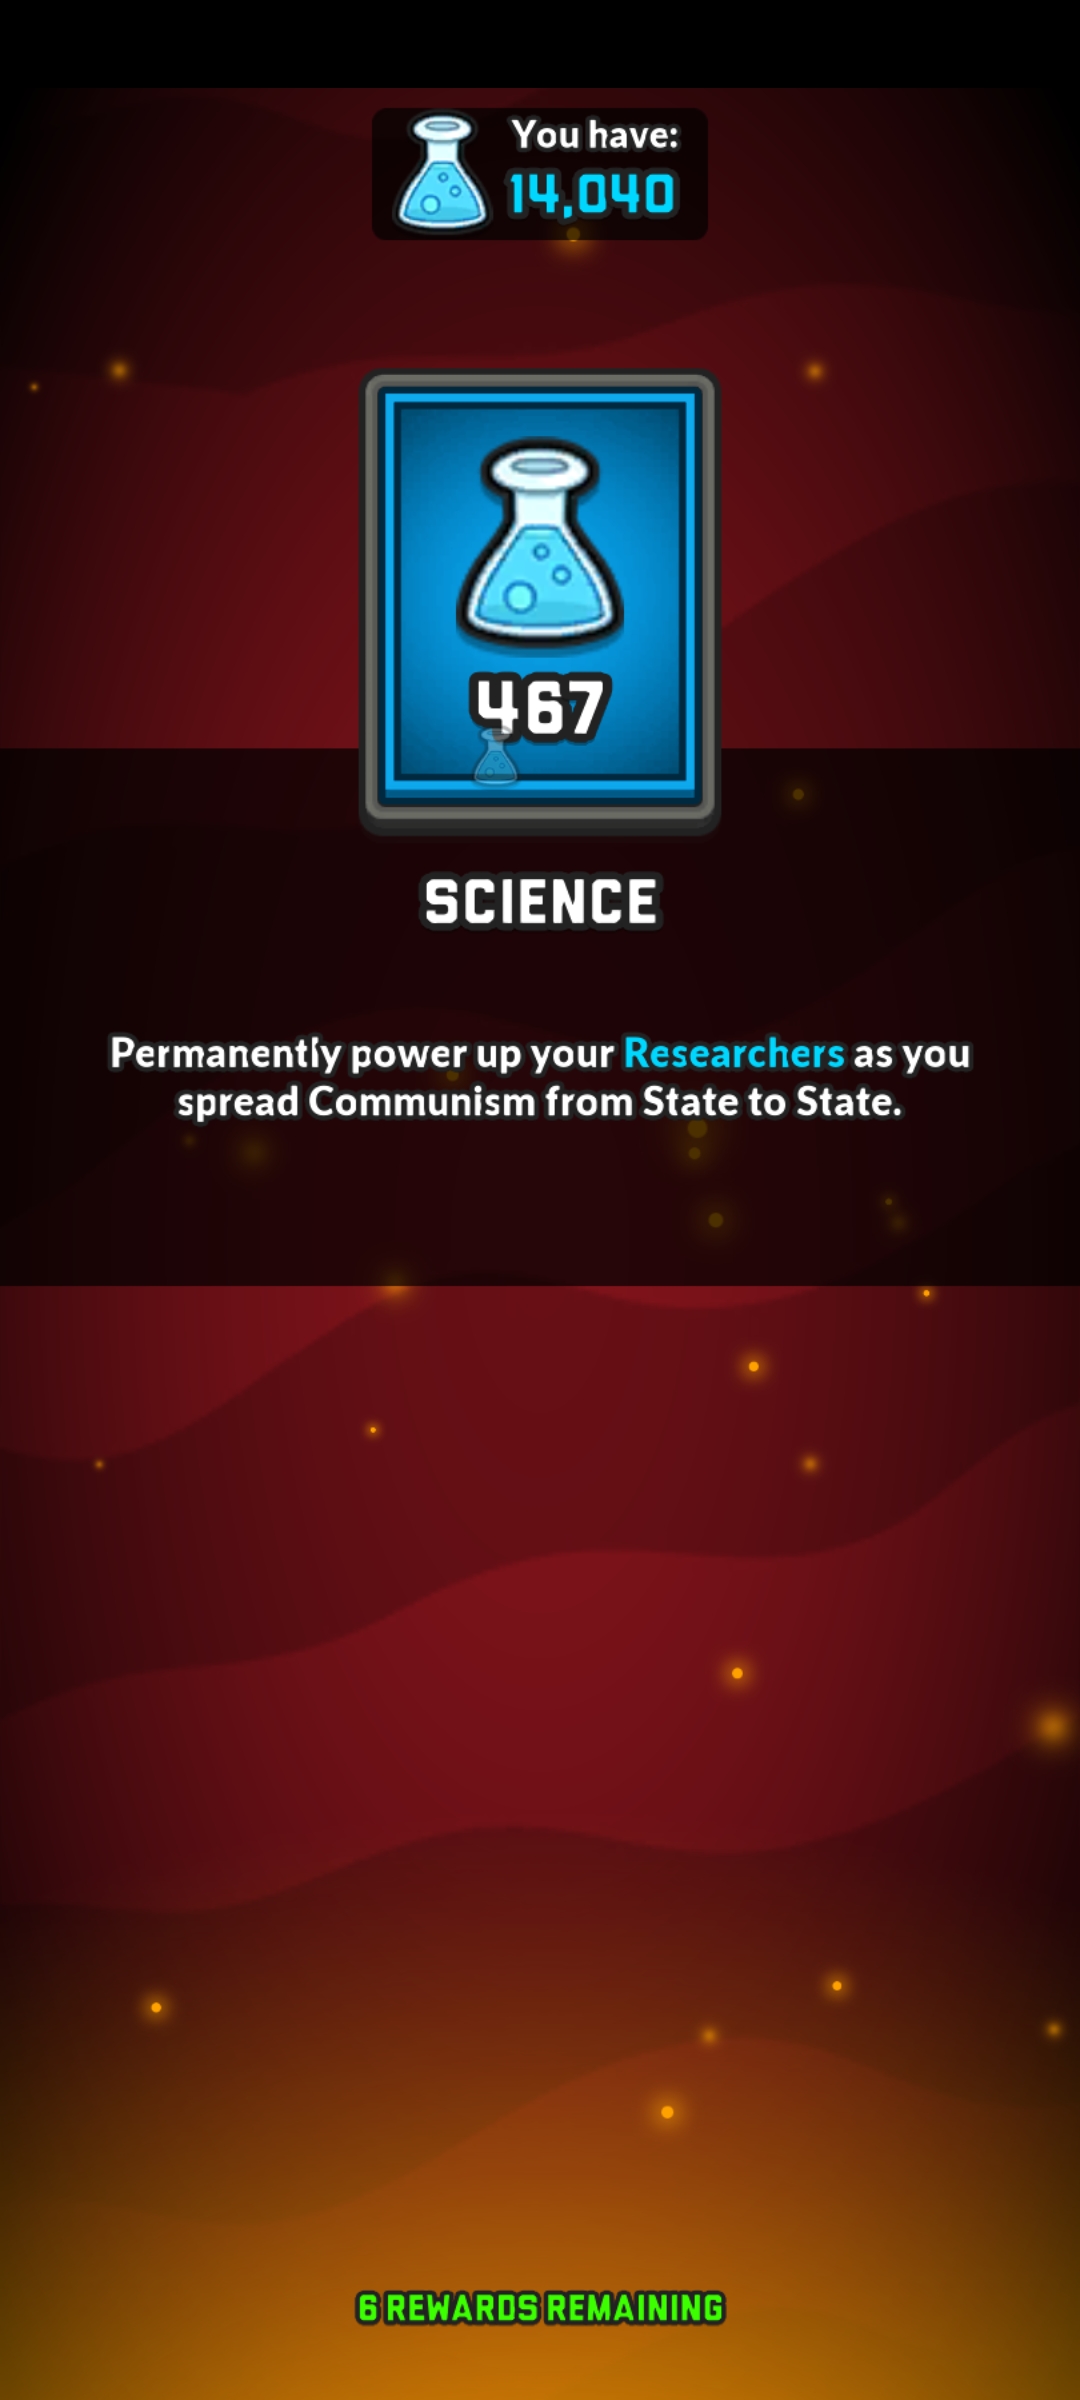 You have:
14,040
467
SCIENCE
Permanently power up your Researchers as you
spread Communism from State to State.
6 REWARDS REMAINING